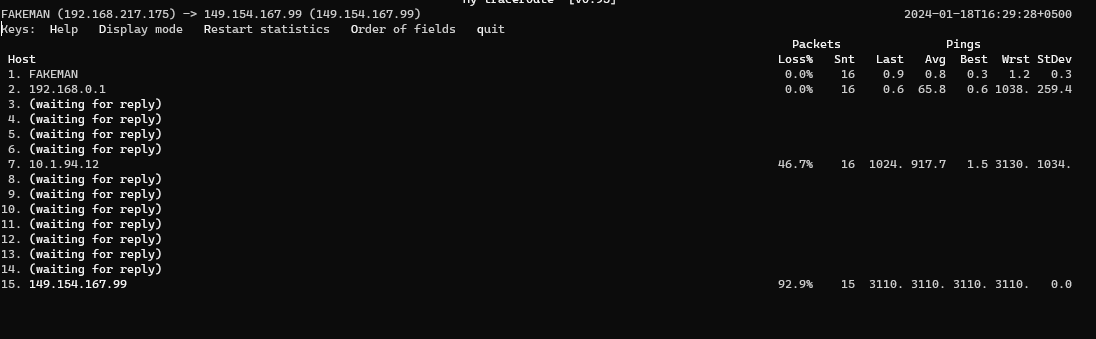 My traceroute [v0.95]
FAKEMAN (192.168.217.175) -> 149.154.167.99 (149.154.167.99) 2024-01-18T16:29:28+0500
Keys: Help Display mode Restart statistics Order of fields quit
Packets Pings
Host Loss% Snt Last Avg Best Wrst StDev
1. FAKEMAN 0.0% 16 0.9 0.8 0.3 1.2 0.3
2. 192.168.0.1 0.0% 16 0.6 65.8 0.6 1038. 259.4
3. (waiting for reply)
4. (waiting for reply)
5. (waiting for reply)
6. (waiting for reply)
7. 10.1.94.12 46.7% 16 1024. 917.7 1.5 3130. 1034.
8. (waiting for reply)
9. (waiting for reply)
10. (waiting for reply)
11. (waiting for reply)
12. (waiting for reply)
13. (waiting for reply)
14. (waiting for reply)
15. 149.154.167.99 92.9% 15 3110. 3110. 3110. 3110. 0.0